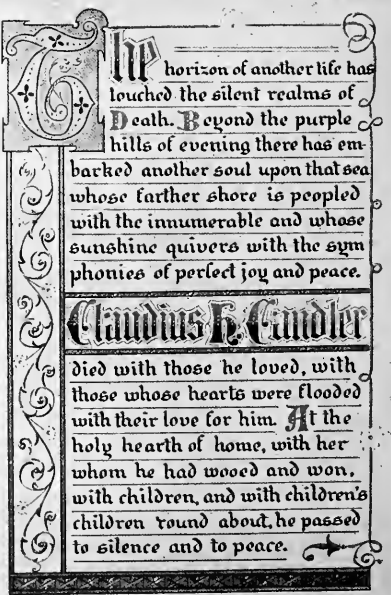 The
horizon of another life has
touched the silent realms of
Death. Beyond the purple
hills of evening there has em-
barked another soul upon that sea
whose farther shore is peopled
with the innumerable and whose
sunshine quivers with the sym
phonies of perfect joy and peace.
Claudius H. Candler
died with those he loved, with
those whose hearts were flooded
with their love for him. At the
holy hearth of home, with her
whom he had wooed and won,
with children, and with children's
children round about, he passed
to silence and to peace.